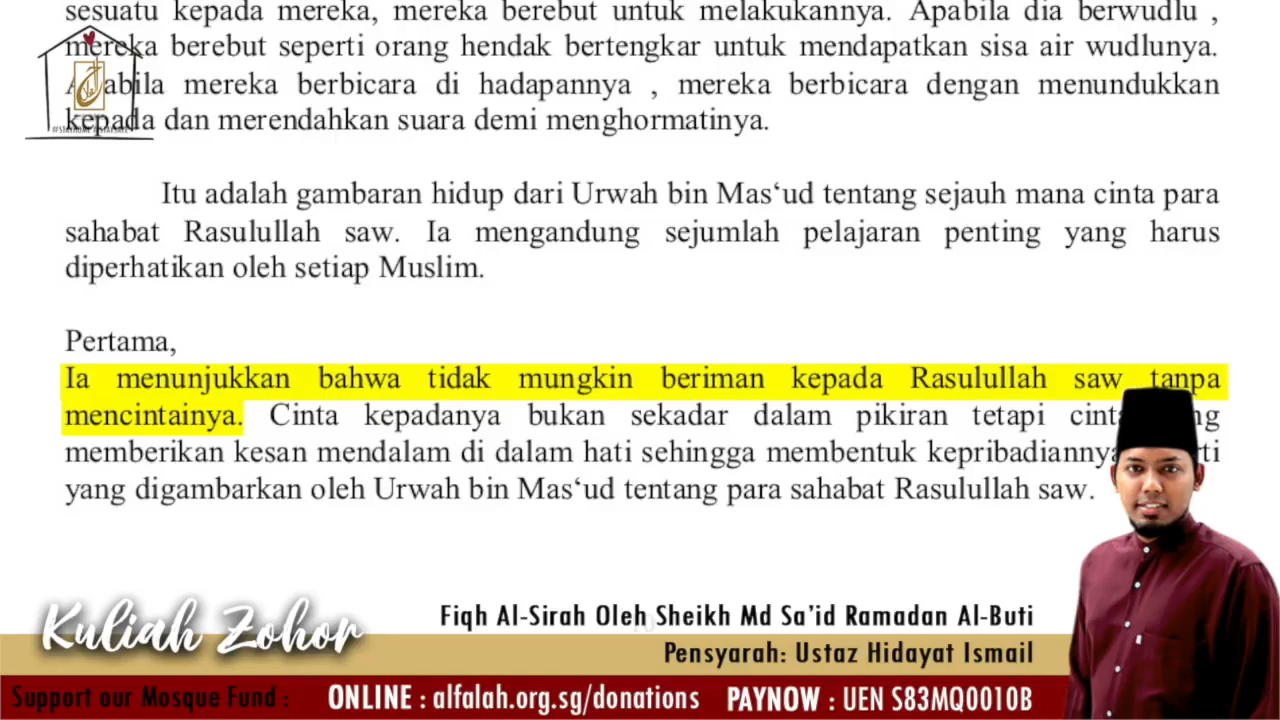 sesuatu kepada mereka, mereka berebut untuk melakukannya. Apabila dia berwudlu ,
mereka berebut seperti orang hendak bertengkar untuk mendapatkan sisa air wudlunya.
Apabila mereka berbicara di hadapannya , mereka berbicara dengan menundukkan
kepada dan merendahkan suara demi menghormatinya.
Itu adalah gambaran hidup dari Urwah bin Mas‘ud tentang sejauh mana cinta para
sahabat Rasulullah saw. Ia mengandung sejumlah pelajaran penting yang harus
diperhatikan oleh setiap Muslim.
Pertama,
Ia menunjukkan bahwa tidak mungkin beriman kepada Rasulullah saw tanpa
mencintainya. Cinta kepadanya bukan sekadar dalam pikiran tetapi cinta
memberikan kesan mendalam di dalam hati sehingga membentuk kepribadiannya
yang digambarkan oleh Urwah bin Mas‘ud tentang para sahabat Rasulullah saw.
Kuliah Zohor
Fiqh Al-Sirah Oleh Sheikh Md Sa’id Ramadan Al-Buti
Pensyarah: Ustaz Hidayat Ismail
Support our Mosque Fund : ONLINE : alfalah.org.sg/donations PAYNOW : UEN S83MQ0010B